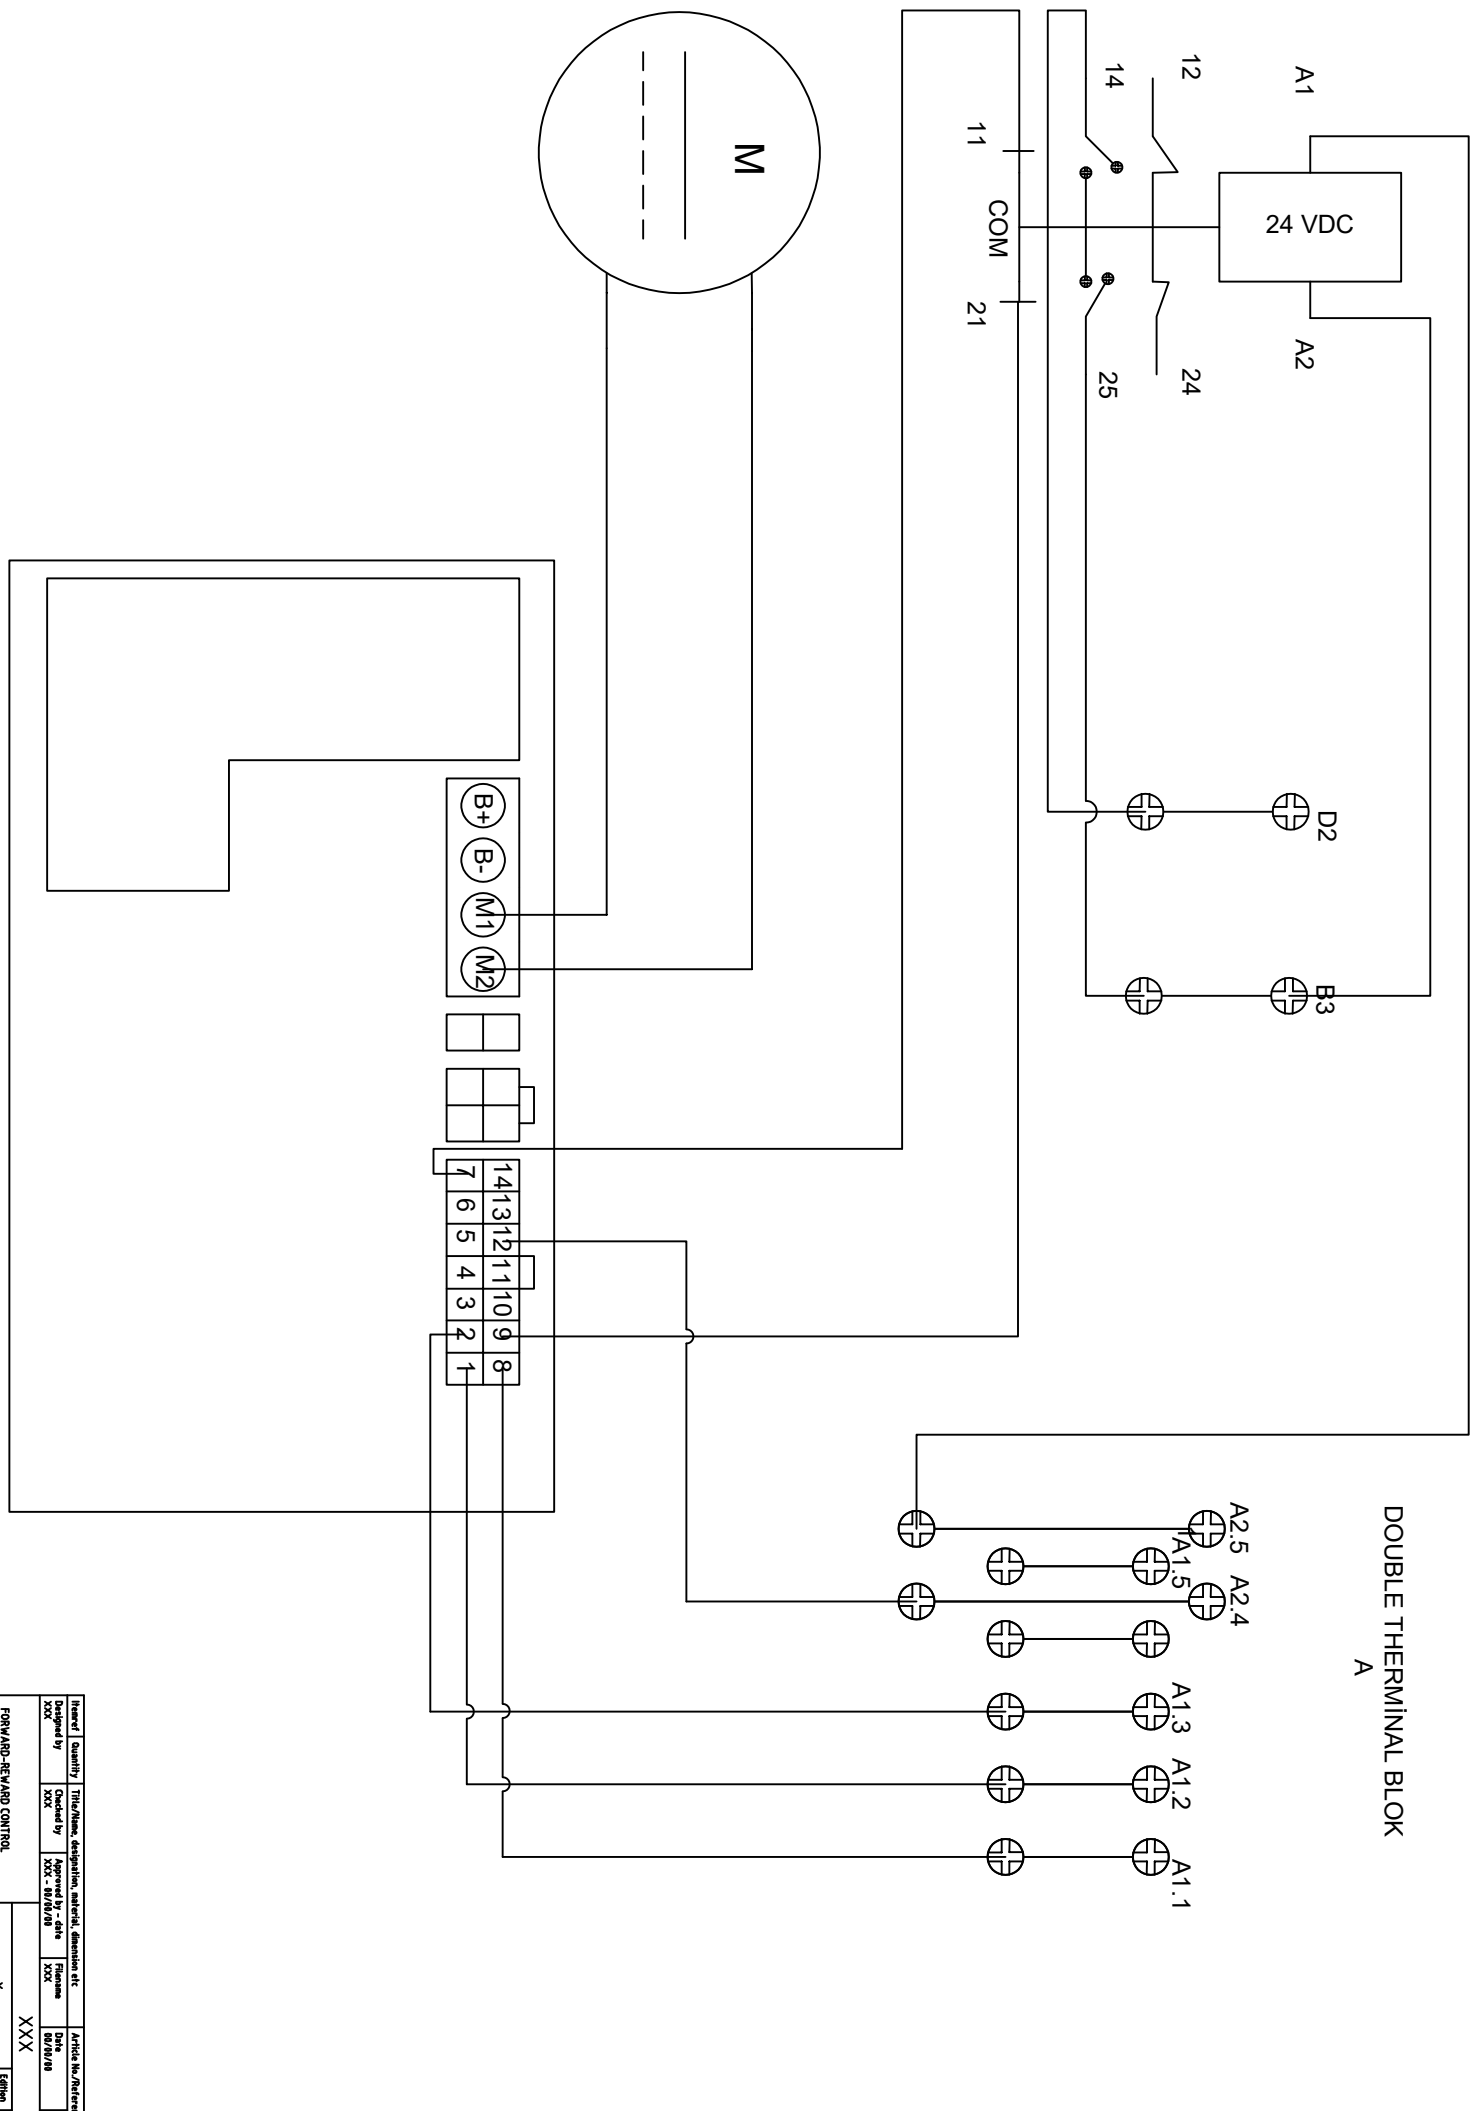 DOUBLE THERMİNAL BLOK
A
A1
24 VDC
A2
12
24
14
25
11
COM
21
D2
B3
M
A2.5
A2.4
A1.5
A1.3
A1.2
A1.1
B+
B-
M1
M2
14 13 12 11 10 9 8
7 6 5 4 3 2 1
Itemref Quantity Title/Name, designation, material, dimension etc
Designed by
XXX
Checked by
XXX
Approved by - date
XXX - 00/00/00
Filename
XXX
Date
00/00/00
XXX
FORWARD-REWARD CONTROL
Edition